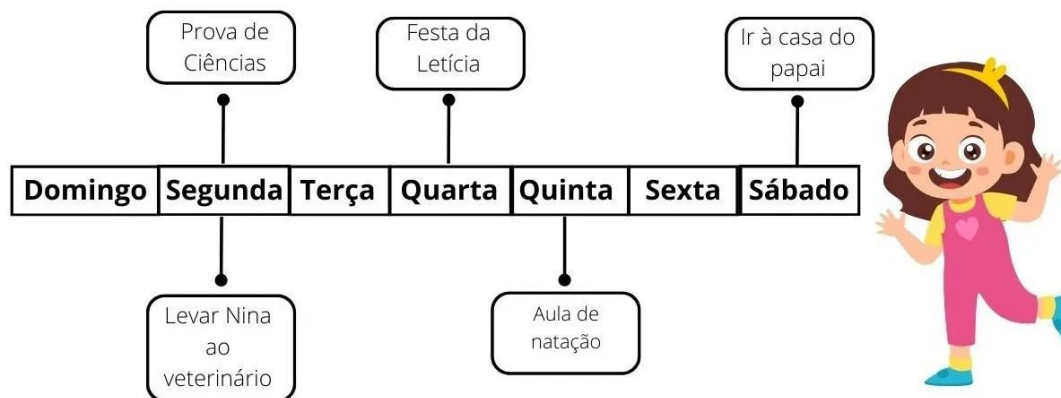 Prova de
Ciências
Festa da
Letícia
Ir à casa do
papai
Domingo Segunda Terça Quarta Quinta Sexta Sábado
Levar Nina
ao
veterinário
Aula de
natação